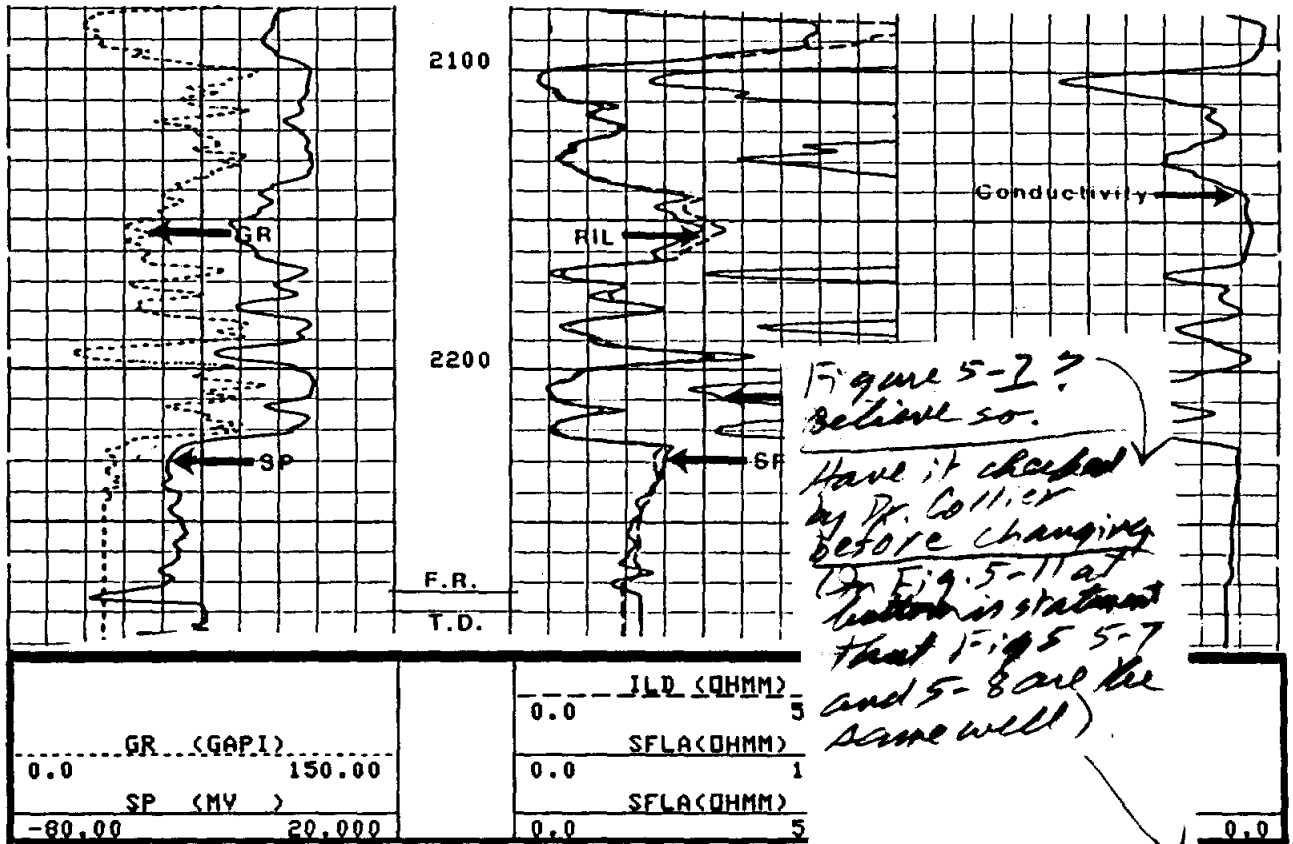 2100
Conductivity
GR
RIL
2200
SP
SF
F.R.
T.D.
Figure 5-7?
Believe so.
Have it checked
by Dr. Collier
before changing
(On Fig. 5-11 at
bottom is statement
that Figs 5-7
and 5-8 are the
same well)
ILD (OHMM)
0.0 5
GR (GAPI) SFLA(OHMM)
0.0 150.00 0.0 1
SP (MV ) SFLA(OHMM)
-80.00 20.000 0.0 5 0.0